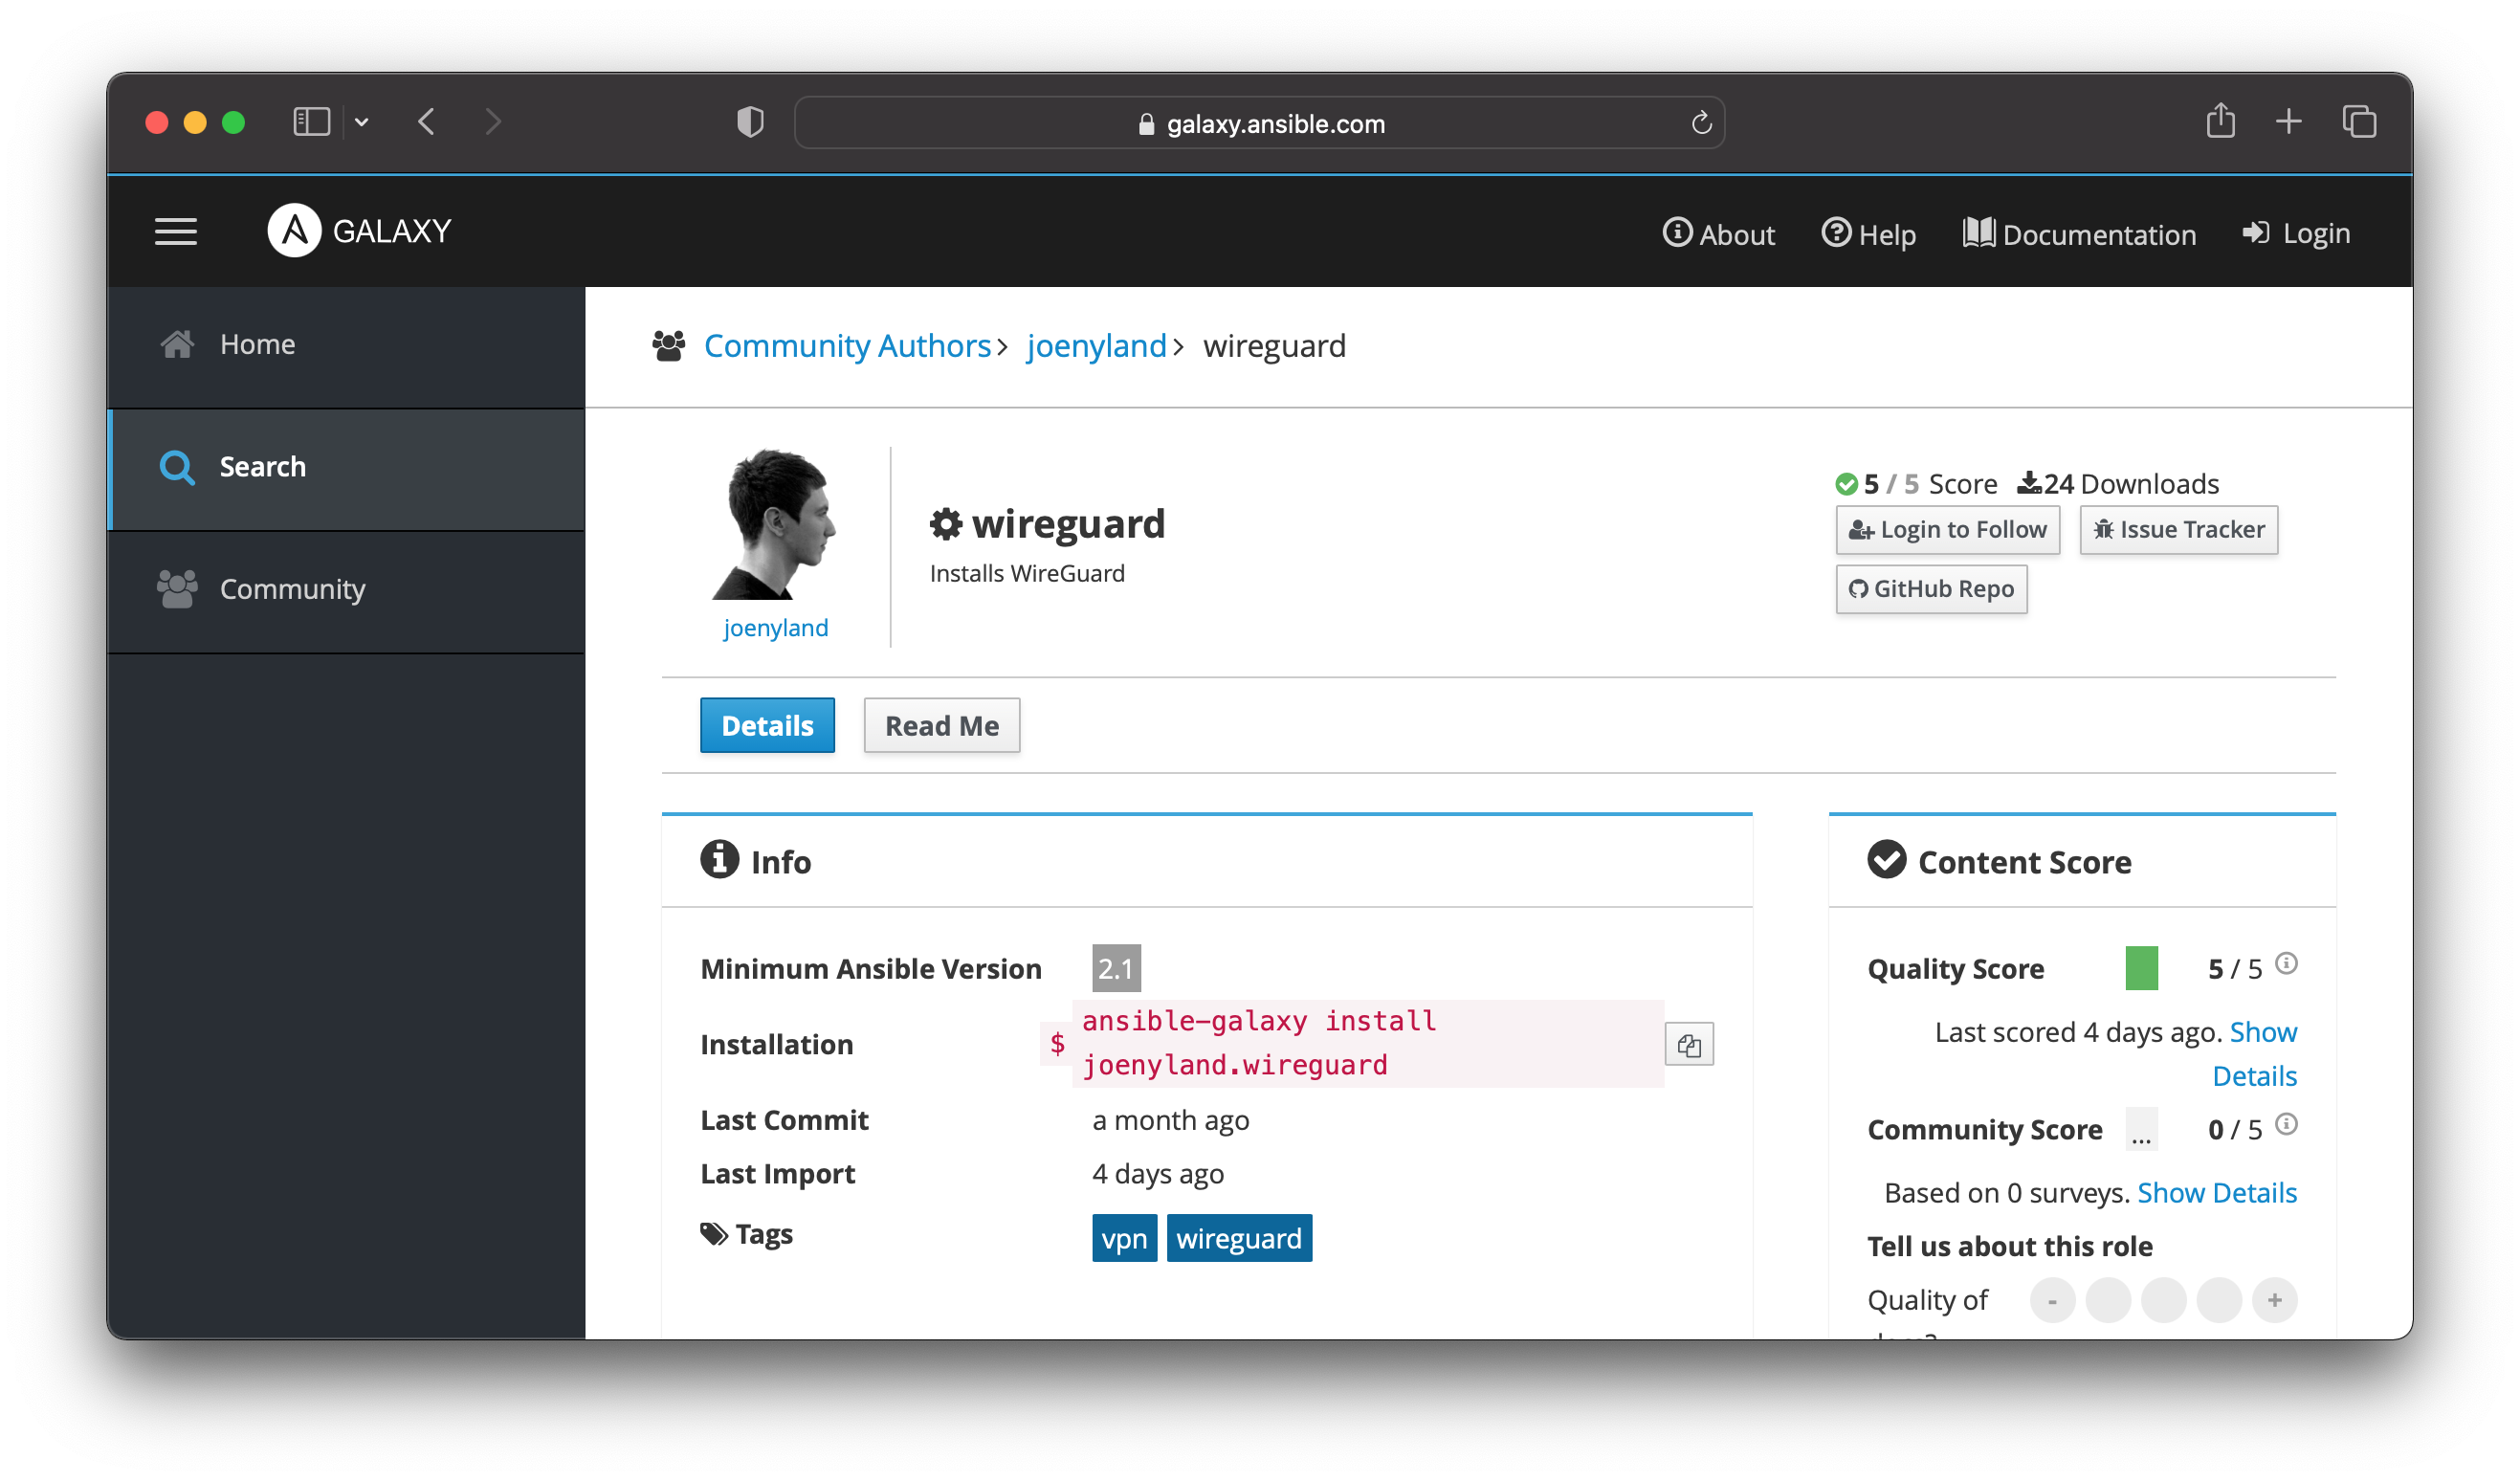 galaxy.ansible.com
GALAXY
About
Help
Documentation
Login
Home
Search
Community
Community Authors > joenyland > wireguard
joenyland
wireguard
Installs WireGuard
5 / 5 Score 24 Downloads
Login to Follow
Issue Tracker
GitHub Repo
Details
Read Me
Info
Minimum Ansible Version 2.1
Installation
$ ansible-galaxy install
joenyland.wireguard
Last Commit a month ago
Last Import 4 days ago
Tags vpn wireguard
Content Score
Quality Score 5 / 5
Last scored 4 days ago. Show
Details
Community Score ... 0 / 5
Based on 0 surveys. Show Details
Tell us about this role
Quality of - +